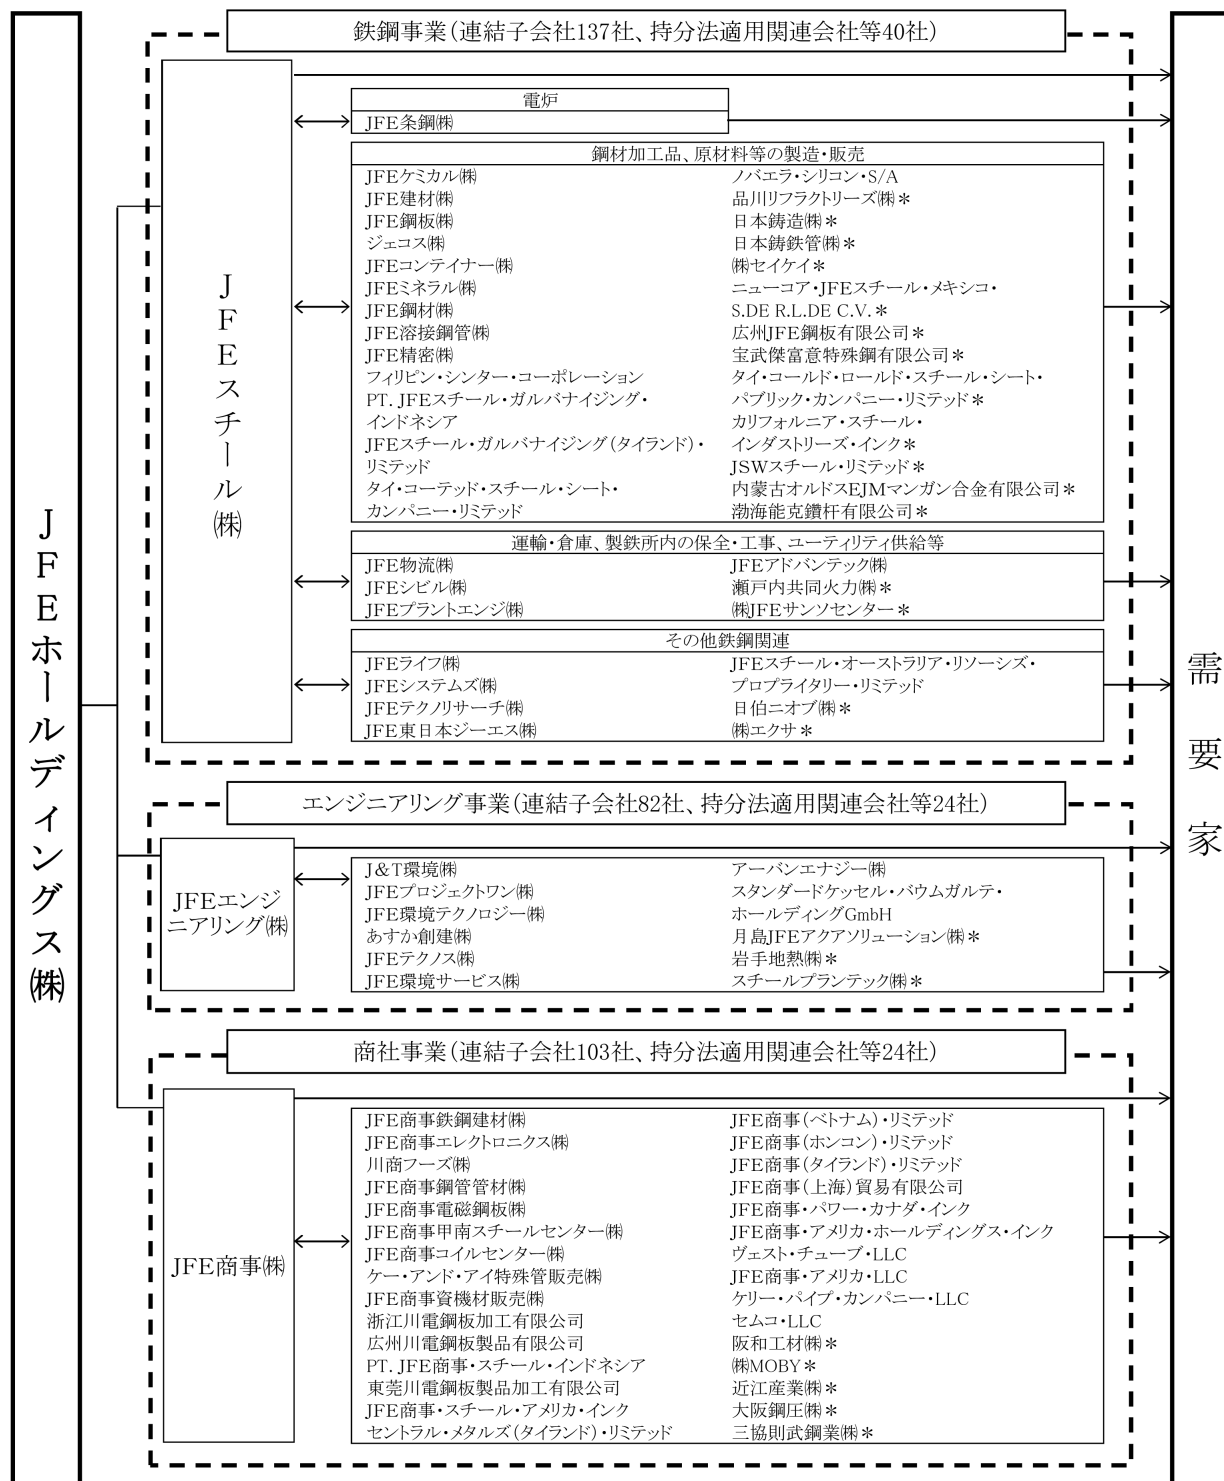 JFEホールディングス㈱
鉄鋼事業(連結子会社137社、持分法適用関連会社等40社)
JFEスチール㈱
電炉
JFE条鋼㈱
鋼材加工品、原材料等の製造・販売
JFEケミカル㈱
JFE建材㈱
JFE鋼板㈱
ジェコス㈱
JFEコンテイナー㈱
JFEミネラル㈱
JFE鋼材㈱
JFE溶接鋼管㈱
JFE精密㈱
フィリピン・シンター・コーポレーション
PT. JFEスチール・ガルバナイジング・
インドネシア
JFEスチール・ガルバナイジング(タイランド)・
リミテッド
タイ・コーテッド・スチール・シート・
カンパニー・リミテッド
ノバエラ・シリコン・S/A
品川リフラクトリーズ㈱＊
日本鋳造㈱＊
日本鋳鉄管㈱＊
㈱セイケイ＊
ニューコア・JFEスチール・メキシコ・
S.DE R.L.DE C.V.＊
広州JFE鋼板有限公司＊
宝武傑富意特殊鋼有限公司＊
タイ・コールド・ロールド・スチール・シート・
パブリック・カンパニー・リミテッド＊
カリフォルニア・スチール・
インダストリーズ・インク＊
JSWスチール・リミテッド＊
内蒙古オルドスEJMマンガン合金有限公司＊
渤海能克鑽杆有限公司＊
運輸・倉庫、製鉄所内の保全・工事、ユーティリティ供給等
JFE物流㈱
JFEシビル㈱
JFEプラントエンジ㈱
JFEアドバンテック㈱
瀬戸内共同火力㈱＊
㈱JFEサンソセンター＊
その他鉄鋼関連
JFEライフ㈱
JFEシステムズ㈱
JFEテクノリサーチ㈱
JFE東日本ジーエス㈱
JFEスチール・オーストラリア・リソーシズ・
プロプライタリー・リミテッド
日伯ニオブ㈱＊
㈱エクサ＊
エンジニアリング事業(連結子会社82社、持分法適用関連会社等24社)
JFEエンジ
ニアリング㈱
J&T環境㈱
JFEプロジェクトワン㈱
JFE環境テクノロジー㈱
あすか創建㈱
JFEテクノス㈱
JFE環境サービス㈱
アーバンエナジー㈱
スタンダードケッセル・バウムガルテ・
ホールディングGmbH
月島JFEアクアソリューション㈱＊
岩手地熱㈱＊
スチールプランテック㈱＊
商社事業(連結子会社103社、持分法適用関連会社等24社)
JFE商事㈱
JFE商事鉄鋼建材㈱
JFE商事エレクトロニクス㈱
川商フーズ㈱
JFE商事鋼管管材㈱
JFE商事電磁鋼板㈱
JFE商事甲南スチールセンター㈱
JFE商事コイルセンター㈱
ケー・アンド・アイ特殊管販売㈱
JFE商事資機材販売㈱
浙江川電鋼板加工有限公司
広州川電鋼板製品有限公司
PT. JFE商事・スチール・インドネシア
東莞川電鋼板製品加工有限公司
JFE商事・スチール・アメリカ・インク
セントラル・メタルズ(タイランド)・リミテッド
JFE商事(ベトナム)・リミテッド
JFE商事(ホンコン)・リミテッド
JFE商事(タイランド)・リミテッド
JFE商事(上海)貿易有限公司
JFE商事・パワー・カナダ・インク
JFE商事・アメリカ・ホールディングス・インク
ヴェスト・チューブ・LLC
JFE商事・アメリカ・LLC
ケリー・パイプ・カンパニー・LLC
セムコ・LLC
阪和工材㈱＊
㈱MOBY＊
近江産業㈱＊
大阪鋼圧㈱＊
三協則武鋼業㈱＊
需要家